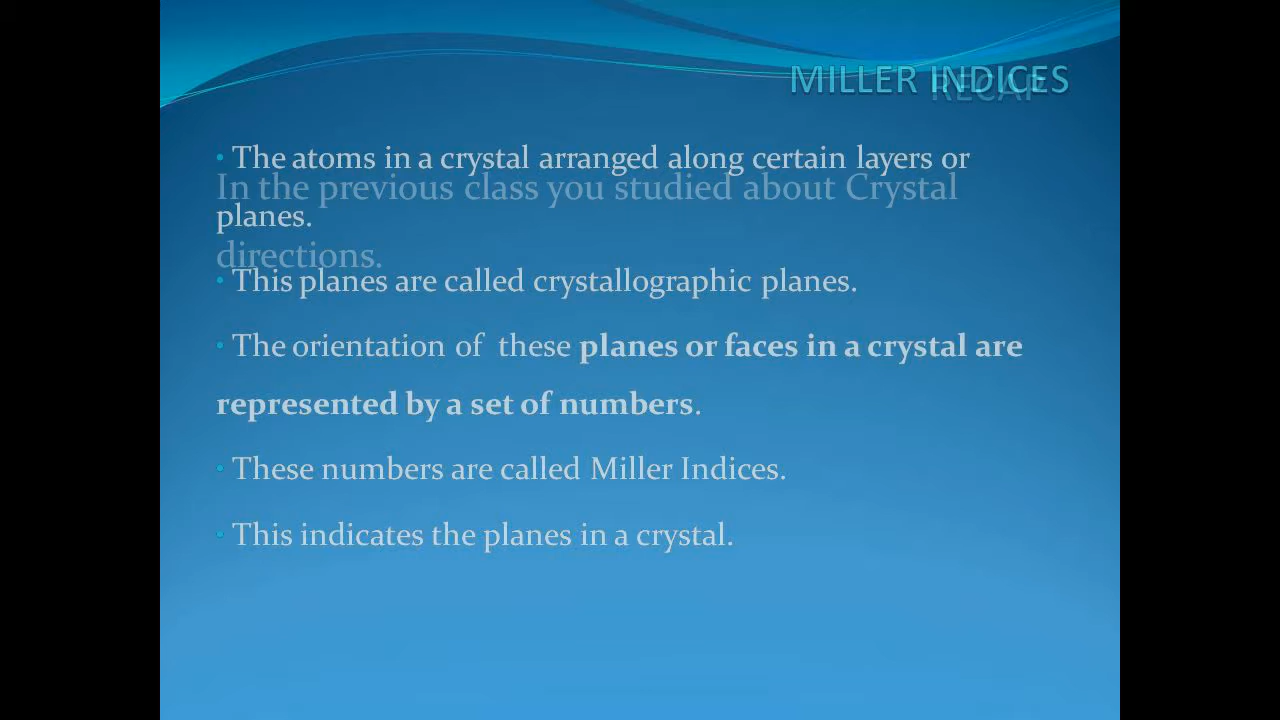 MILLER INDICES
RECAP
• The atoms in a crystal arranged along certain layers or
In the previous class you studied about Crystal
planes.
directions.
• This planes are called crystallographic planes.
• The orientation of these planes or faces in a crystal are
represented by a set of numbers.
• These numbers are called Miller Indices.
• This indicates the planes in a crystal.